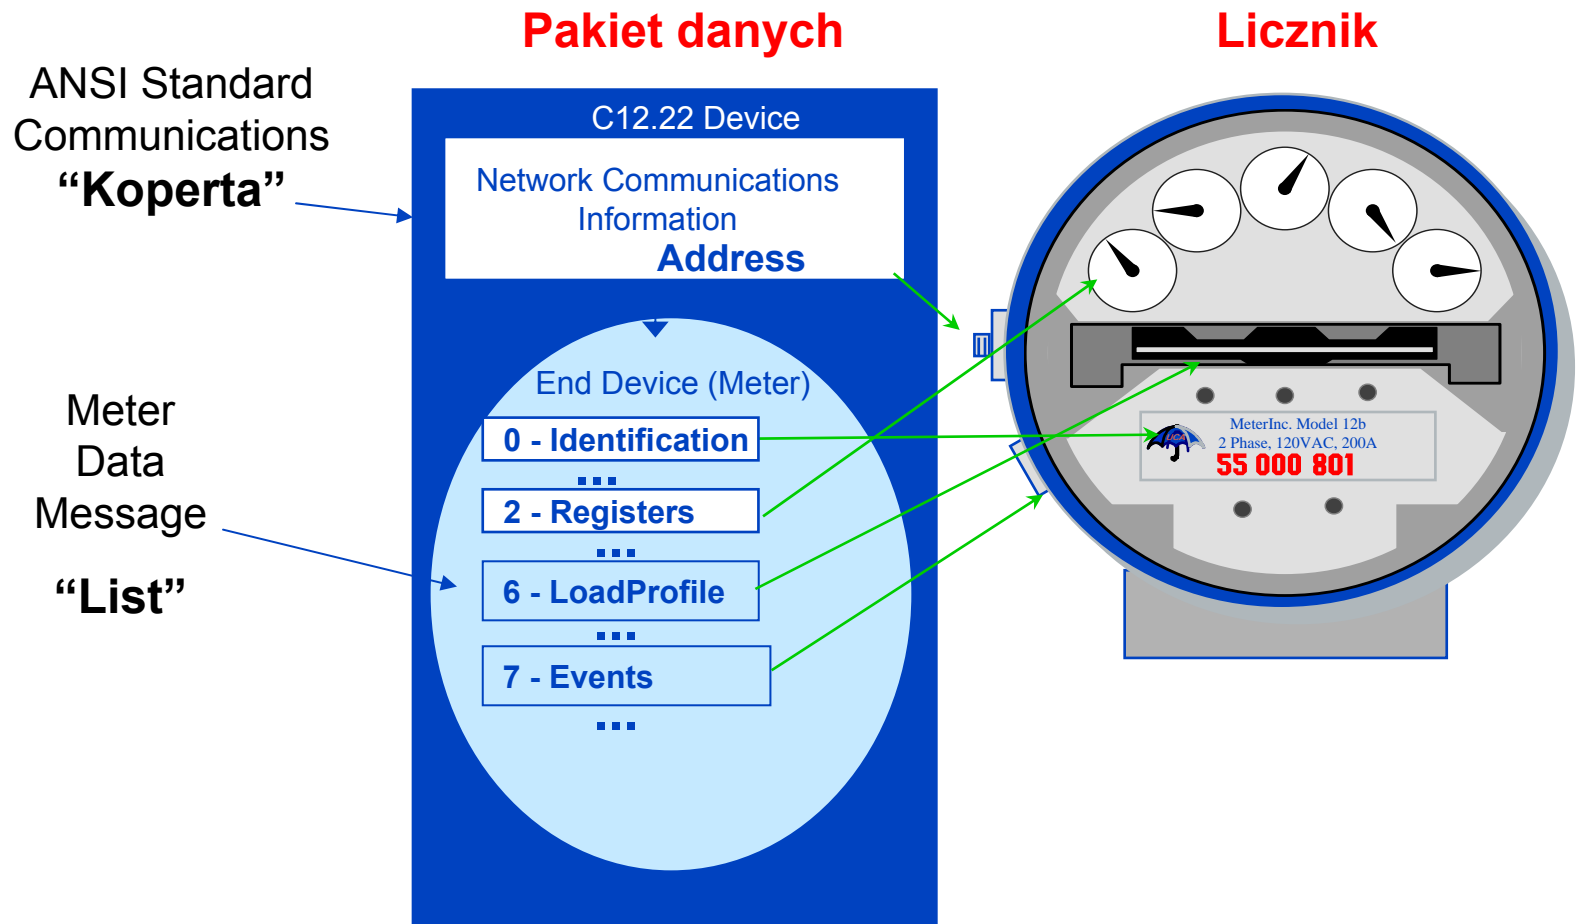 Pakiet danych
Licznik
ANSI Standard
Communications
“Koperta”
C12.22 Device
Network Communications
Information
Address
End Device (Meter)
0 - Identification
...
2 - Registers
...
6 - LoadProfile
...
7 - Events
...
Meter
Data
Message
“List”
MeterInc. Model 12b
2 Phase, 120VAC, 200A
55 000 801